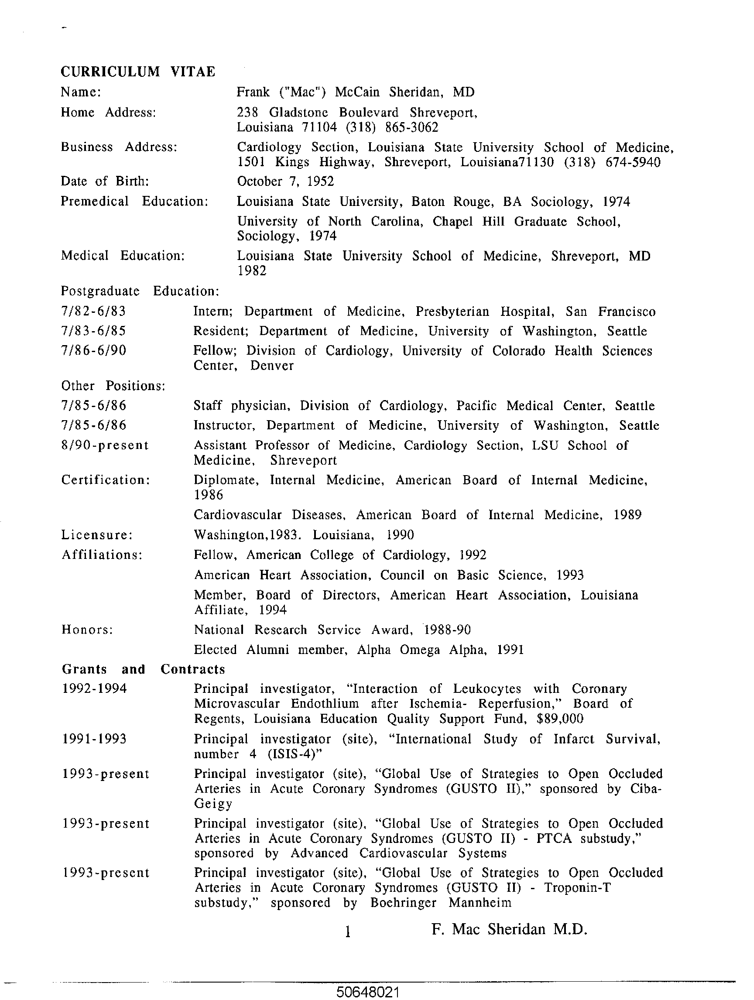 CURRICULUM VITAE
Name: Frank ("Mac") McCain Sheridan, MD
Home Address: 238 Gladstone Boulevard Shreveport,
Louisiana 71104 (318) 865-3062
Business Address: Cardiology Section, Louisiana State University School of Medicine,
1501 Kings Highway, Shreveport, Louisiana71130 (318) 674-5940
Date of Birth: October 7, 1952
Premedical Education: Louisiana State University, Baton Rouge, BA Sociology, 1974
University of North Carolina, Chapel Hill Graduate School,
Sociology, 1974
Medical Education: Louisiana State University School of Medicine, Shreveport, MD
1982
Postgraduate Education:
7/82-6/83 Intern; Department of Medicine, Presbyterian Hospital, San Francisco
7/83-6/85 Resident; Department of Medicine, University of Washington, Seattle
7/86-6/90 Fellow; Division of Cardiology, University of Colorado Health Sciences
Center, Denver
Other Positions:
7/85-6/86 Staff physician, Division of Cardiology, Pacific Medical Center, Seattle
7/85-6/86 Instructor, Department of Medicine, University of Washington, Seattle
8/90-present Assistant Professor of Medicine, Cardiology Section, LSU School of
Medicine, Shreveport
Certification: Diplomate, Internal Medicine, American Board of Internal Medicine,
1986
Cardiovascular Diseases, American Board of Internal Medicine, 1989
Licensure: Washington,1983. Louisiana, 1990
Affiliations: Fellow, American College of Cardiology, 1992
American Heart Association, Council on Basic Science, 1993
Member, Board of Directors, American Heart Association, Louisiana
Affiliate, 1994
Honors: National Research Service Award, 1988-90
Elected Alumni member, Alpha Omega Alpha, 1991
Grants and Contracts
1992-1994 Principal investigator, “Interaction of Leukocytes with Coronary
Microvascular Endothlium after Ischemia- Reperfusion,” Board of
Regents, Louisiana Education Quality Support Fund, $89,000
1991-1993 Principal investigator (site), “International Study of Infarct Survival,
number 4 (ISIS-4)”
1993-present Principal investigator (site), “Global Use of Strategies to Open Occluded
Arteries in Acute Coronary Syndromes (GUSTO II),” sponsored by Ciba-
Geigy
1993-present Principal investigator (site), “Global Use of Strategies to Open Occluded
Arteries in Acute Coronary Syndromes (GUSTO II) - PTCA substudy,”
sponsored by Advanced Cardiovascular Systems
1993-present Principal investigator (site), “Global Use of Strategies to Open Occluded
Arteries in Acute Coronary Syndromes (GUSTO II) - Troponin-T
substudy,” sponsored by Boehringer Mannheim
1 F. Mac Sheridan M.D.
50648021